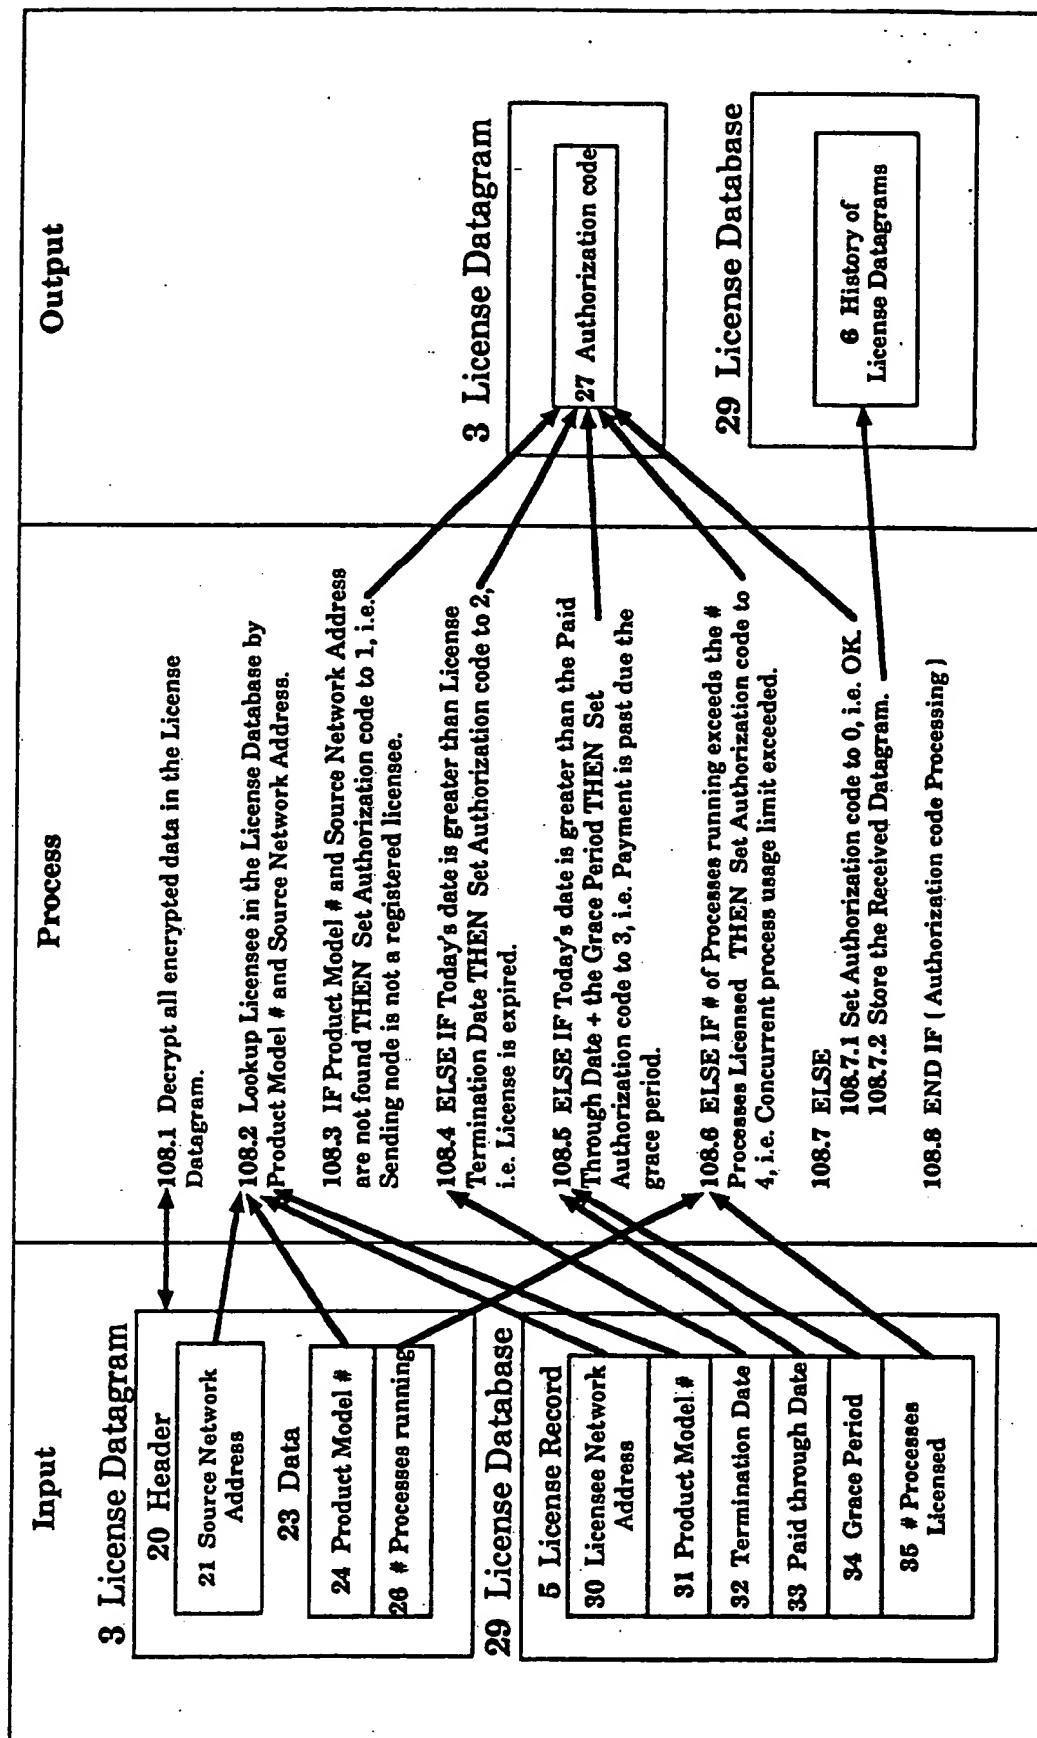 Input
3 License Datagram
20 Header
21 Source Network
Address
23 Data
24 Product Model #
26 # Processes running
29 License Database
5 License Record
30 Licensee Network
Address
31 Product Model #
32 Termination Date
33 Paid through Date
34 Grace Period
35 # Processes
Licensed
Process
108.1 Decrypt all encrypted data in the License
Datagram.
108.2 Lookup Licensee in the License Database by
Product Model # and Source Network Address.
108.3 IF Product Model # and Source Network Address
are not found THEN Set Authorization code to 1, i.e.
Sending node is not a registered licensee.
108.4 ELSE IF Today's date is greater than License
Termination Date THEN Set Authorization code to 2,
i.e. License is expired.
108.5 ELSE IF Today's date is greater than the Paid
Through Date + the Grace Period THEN Set
Authorization code to 3, i.e. Payment is past due the
grace period.
108.6 ELSE IF # of Processes running exceeds the #
Processes Licensed THEN Set Authorization code to
4, i.e. Concurrent process usage limit exceeded.
108.7 ELSE
108.7.1 Set Authorization code to 0, i.e. OK.
108.7.2 Store the Received Datagram.
108.8 END IF ( Authorization code Processing )
Output
3 License Datagram
27 Authorization code
29 License Database
6 History of
License Datagrams